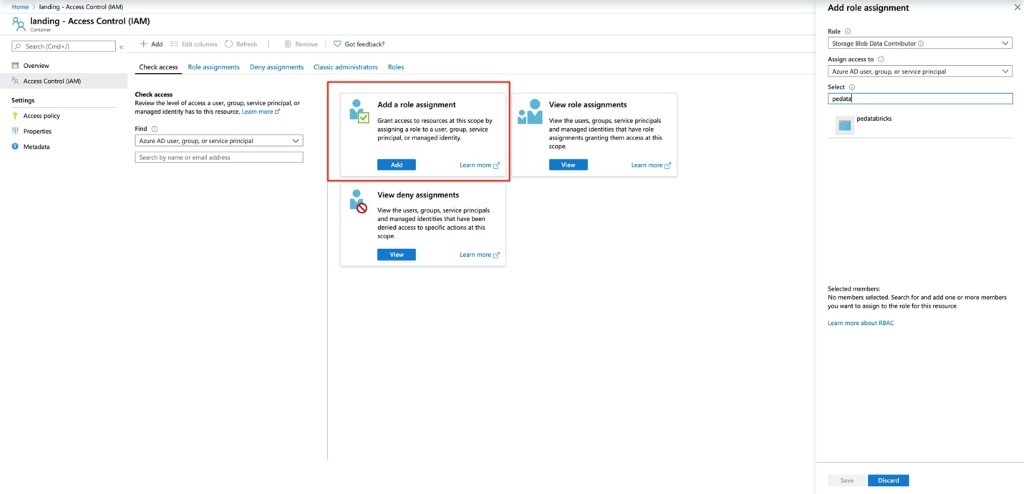 Home > landing - Access Control (IAM)
landing - Access Control (IAM)
Container
Search (Cmd+/)
«
Overview
Access Control (IAM)
Settings
Access policy
Properties
Metadata
+ Add
Edit columns
Refresh
Remove
Got feedback?
Check access
Role assignments
Deny assignments
Classic administrators
Roles
Check access
Review the level of access a user, group, service principal, or
managed identity has to this resource. Learn more
Find
Azure AD user, group, or service principal
Search by name or email address
Add a role assignment
Grant access to resources at this scope by
assigning a role to a user, group, service
principal, or managed identity.
Add
Learn more
View role assignments
View the users, groups, service principals
and managed identities that have role
assignments granting them access at this
scope.
View
Learn more
View deny assignments
View the users, groups, service principals
and managed identities that have been
denied access to specific actions at this
scope.
View
Learn more
Add role assignment
Role
Storage Blob Data Contributor
Assign access to
Azure AD user, group, or service principal
Select
pedata
pedatabricks
Selected members:
No members selected. Search for and add one or more members
you want to assign to the role for this resource.
Learn more about RBAC
Save
Discard